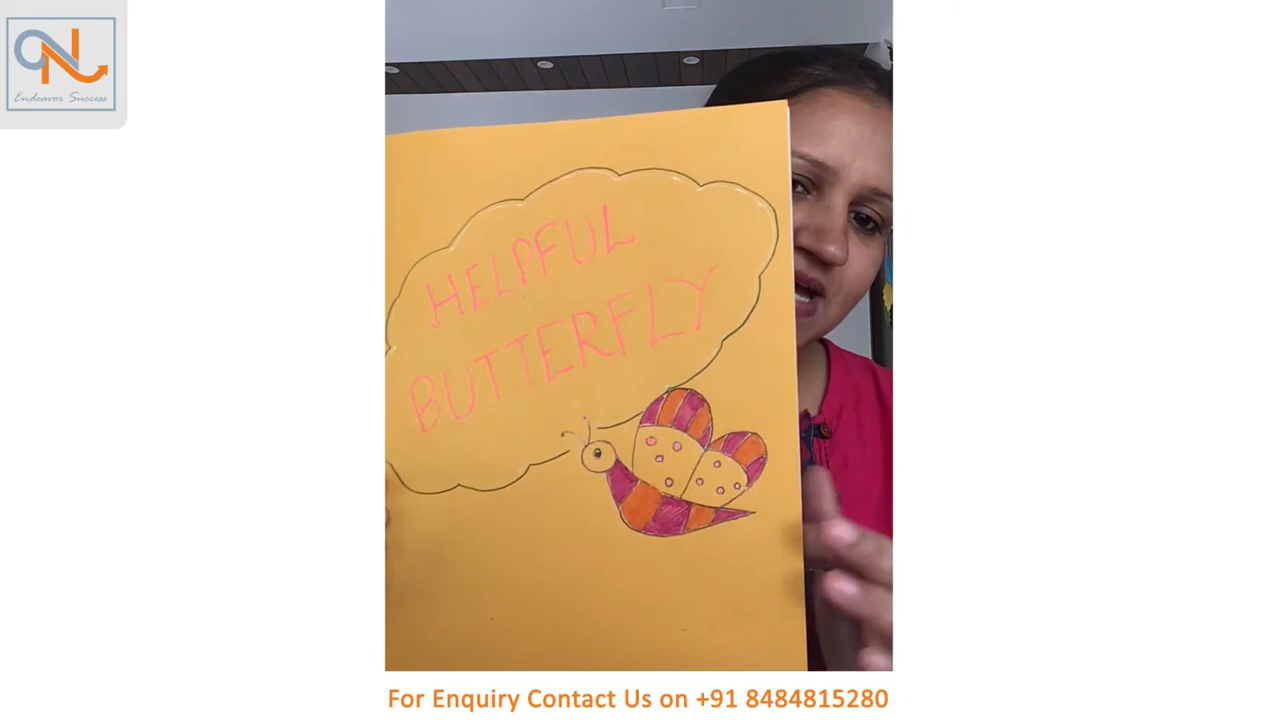 Endeavor Success
HELPFUL
BUTTERFLY
For Enquiry Contact Us on +91 8484815280